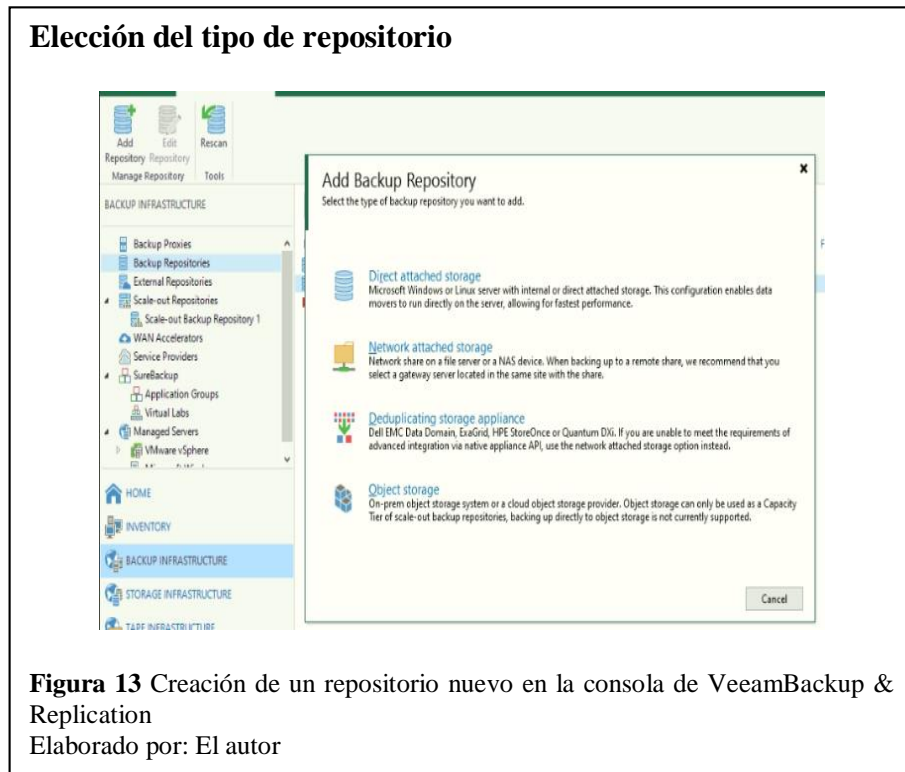 Elección del tipo de repositorio
Add Repository
Edit Repository
Rescan
Manage Repository
Tools
BACKUP INFRASTRUCTURE
Backup Proxies
Backup Repositories
External Repositories
Scale-out Repositories
Scale-out Backup Repository 1
WAN Accelerators
Service Providers
SureBackup
Application Groups
Virtual Labs
Managed Servers
VMware vSphere
HOME
INVENTORY
BACKUP INFRASTRUCTURE
STORAGE INFRASTRUCTURE
TAPE INFRASTRUCTURE
Add Backup Repository
Select the type of backup repository you want to add.
Direct attached storage
Microsoft Windows or Linux server with internal or direct attached storage. This configuration enables data
movers to run directly on the server, allowing for fastest performance.
Network attached storage
Network share on a file server or a NAS device. When backing up to a remote share, we recommend that you
select a gateway server located in the same site with the share.
Deduplicating storage appliance
Dell EMC Data Domain, ExaGrid, HPE StoreOnce or Quantum DXi. If you are unable to meet the requirements of
advanced integration via native appliance API, use the network attached storage option instead.
Object storage
On-prem object storage system or a cloud object storage provider. Object storage can only be used as a Capacity
Tier of scale-out backup repositories, backing up directly to object storage is not currently supported.
Cancel
Figura 13 Creación de un repositorio nuevo en la consola de VeeamBackup &
Replication
Elaborado por: El autor